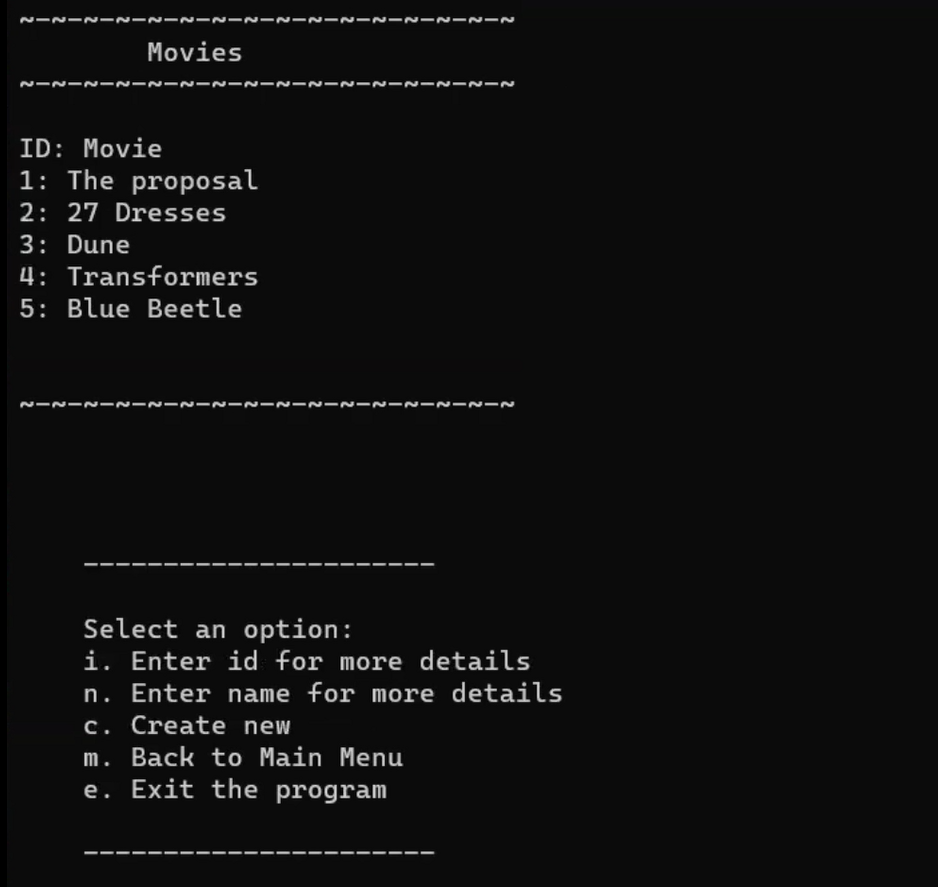 ~-~-~-~-~-~-~-~-~-~-~-~-~-~-~-~
Movies
~-~-~-~-~-~-~-~-~-~-~-~-~-~-~-~
ID: Movie
1: The proposal
2: 27 Dresses
3: Dune
4: Transformers
5: Blue Beetle
~-~-~-~-~-~-~-~-~-~-~-~-~-~-~-~
----------------------
Select an option:
i. Enter id for more details
n. Enter name for more details
c. Create new
m. Back to Main Menu
e. Exit the program
----------------------